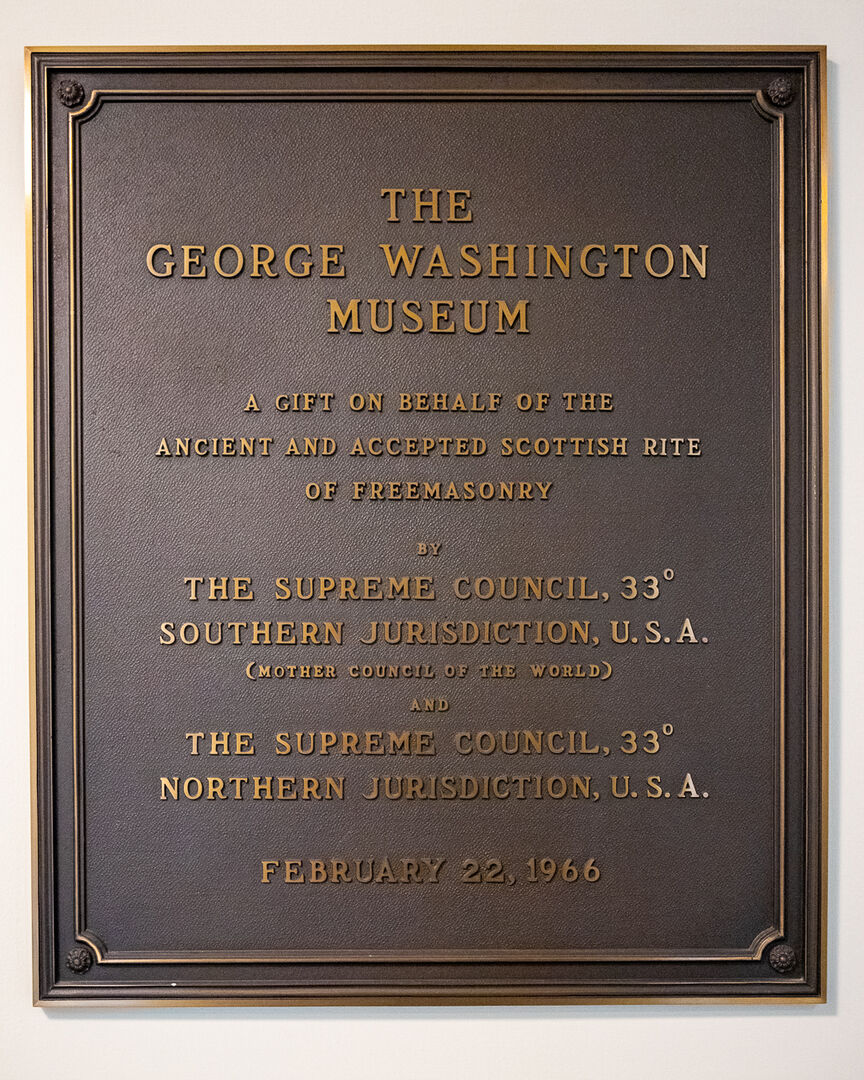 THE
GEORGE WASHINGTON
MUSEUM
A GIFT ON BEHALF OF THE
ANCIENT AND ACCEPTED SCOTTISH RITE
OF FREEMASONRY
BY
THE SUPREME COUNCIL, 33°
SOUTHERN JURISDICTION, U.S.A.
(MOTHER COUNCIL OF THE WORLD)
AND
THE SUPREME COUNCIL, 33°
NORTHERN JURISDICTION, U.S.A.
FEBRUARY 22, 1966